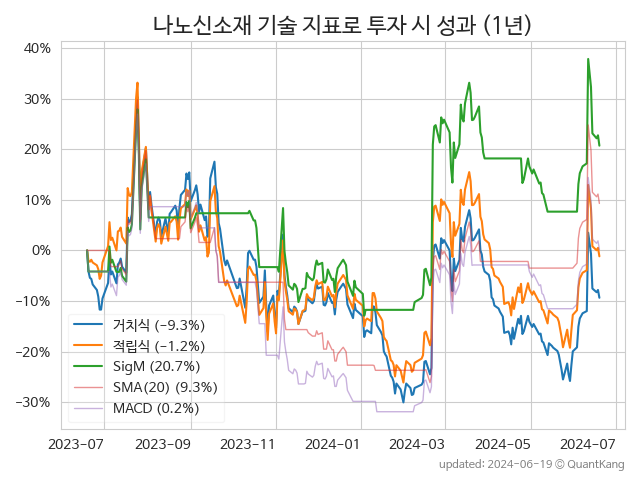 나노신소재 기술 지표로 투자 시 성과 (1년)
40%
30%
20%
10%
0%
−10%
−20%
−30%
거치식 (−9.3%)
적립식 (−1.2%)
SigM (20.7%)
SMA(20) (9.3%)
MACD (0.2%)
2023-07
2023-09
2023-11
2024-01
2024-03
2024-05
2024-07
updated: 2024-06-19 © QuantKang